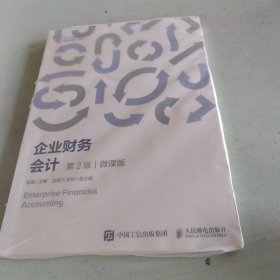 企业财务
会计 第2版 | 微课版
Enterprise Financial
Accounting
中国工信出版集团 人民邮电出版社